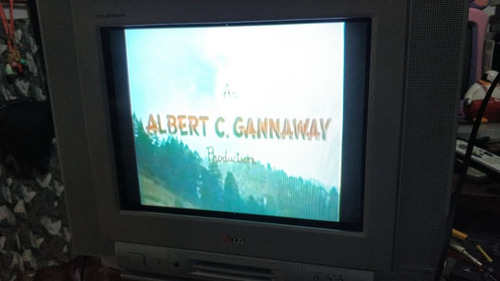 An
ALBERT C. GANNAWAY
Production
LG